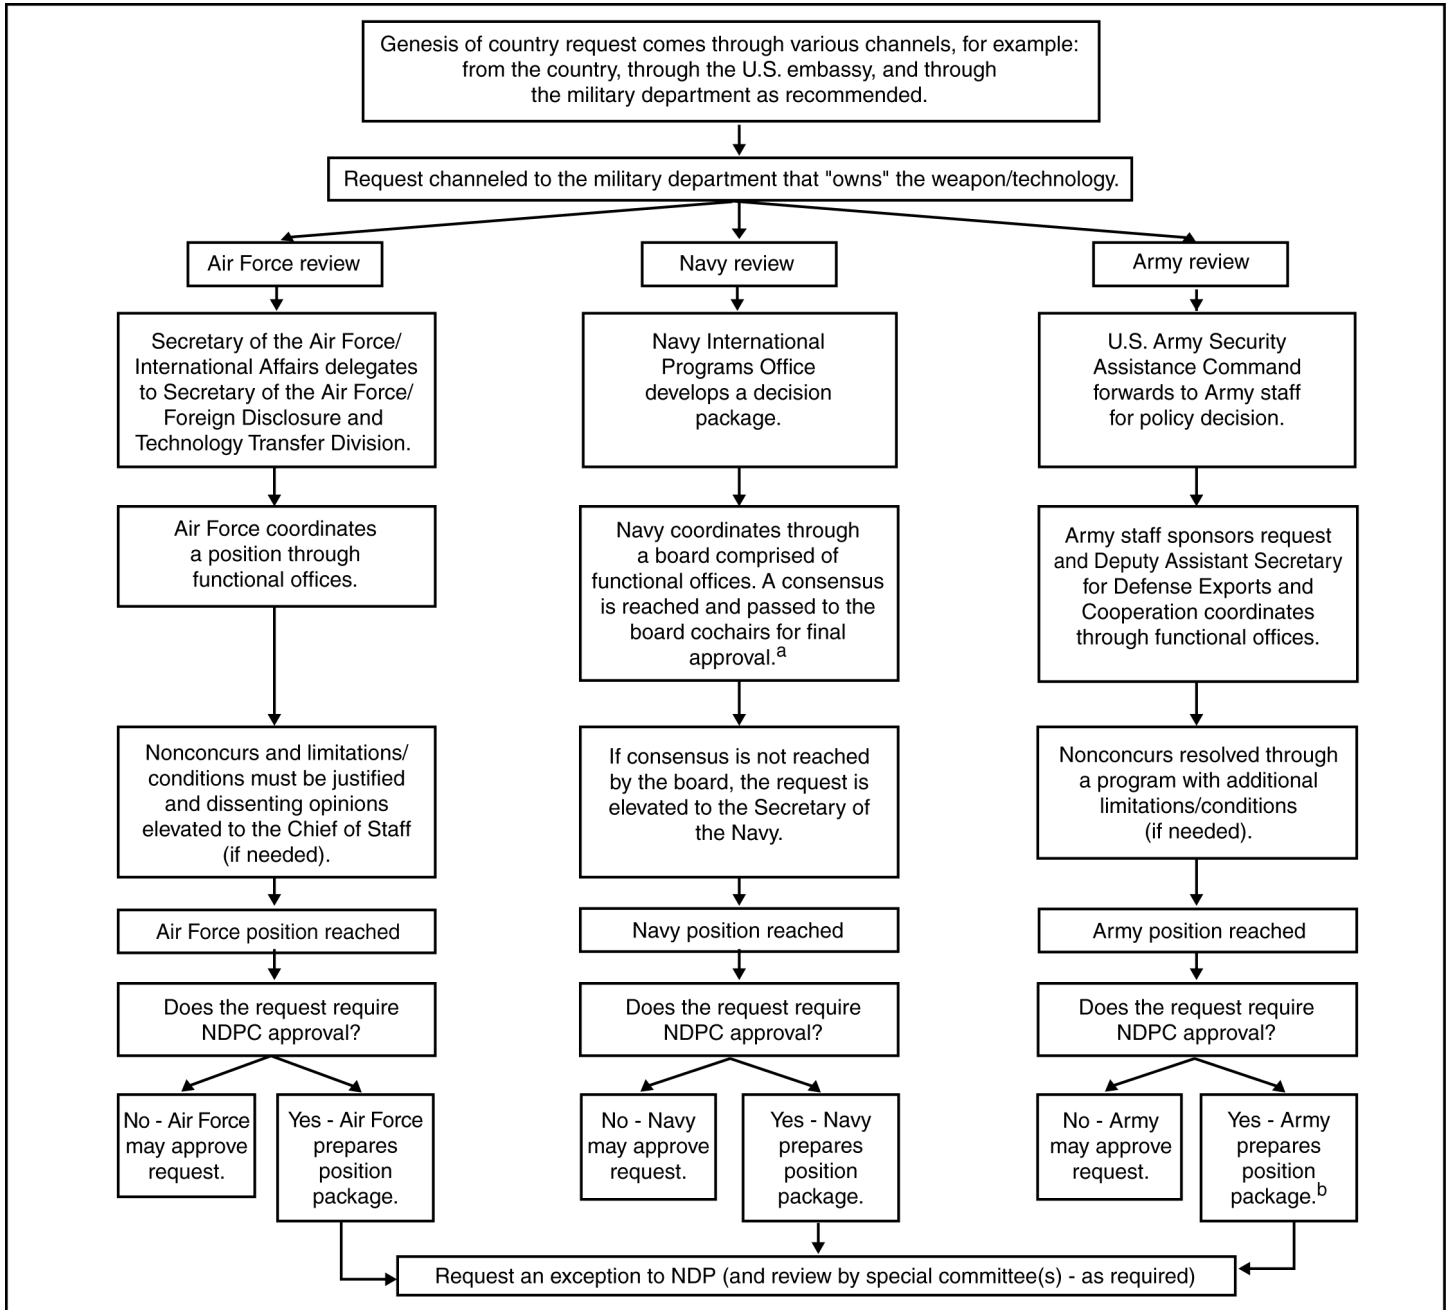 Genesis of country request comes through various channels, for example:
from the country, through the U.S. embassy, and through
the military department as recommended.
Request channeled to the military department that "owns" the weapon/technology.
Air Force review
Navy review
Army review
Secretary of the Air Force/
International Affairs delegates
to Secretary of the Air Force/
Foreign Disclosure and
Technology Transfer Division.
Navy International
Programs Office
develops a decision
package.
U.S. Army Security
Assistance Command
forwards to Army staff
for policy decision.
Air Force coordinates
a position through
functional offices.
Navy coordinates through
a board comprised of
functional offices. A consensus
is reached and passed to the
board cochairs for final
approval.a
Army staff sponsors request
and Deputy Assistant Secretary
for Defense Exports and
Cooperation coordinates
through functional offices.
Nonconcurs and limitations/
conditions must be justified
and dissenting opinions
elevated to the Chief of Staff
(if needed).
If consensus is not reached
by the board, the request is
elevated to the Secretary of
the Navy.
Nonconcurs resolved through
a program with additional
limitations/conditions
(if needed).
Air Force position reached
Navy position reached
Army position reached
Does the request require
NDPC approval?
Does the request require
NDPC approval?
Does the request require
NDPC approval?
No - Air Force
may approve
request.
Yes - Air Force
prepares
position
package.
No - Navy
may approve
request.
Yes - Navy
prepares
position
package.
No - Army
may approve
request.
Yes - Army
prepares
position
package.b
Request an exception to NDP (and review by special committee(s) - as required)